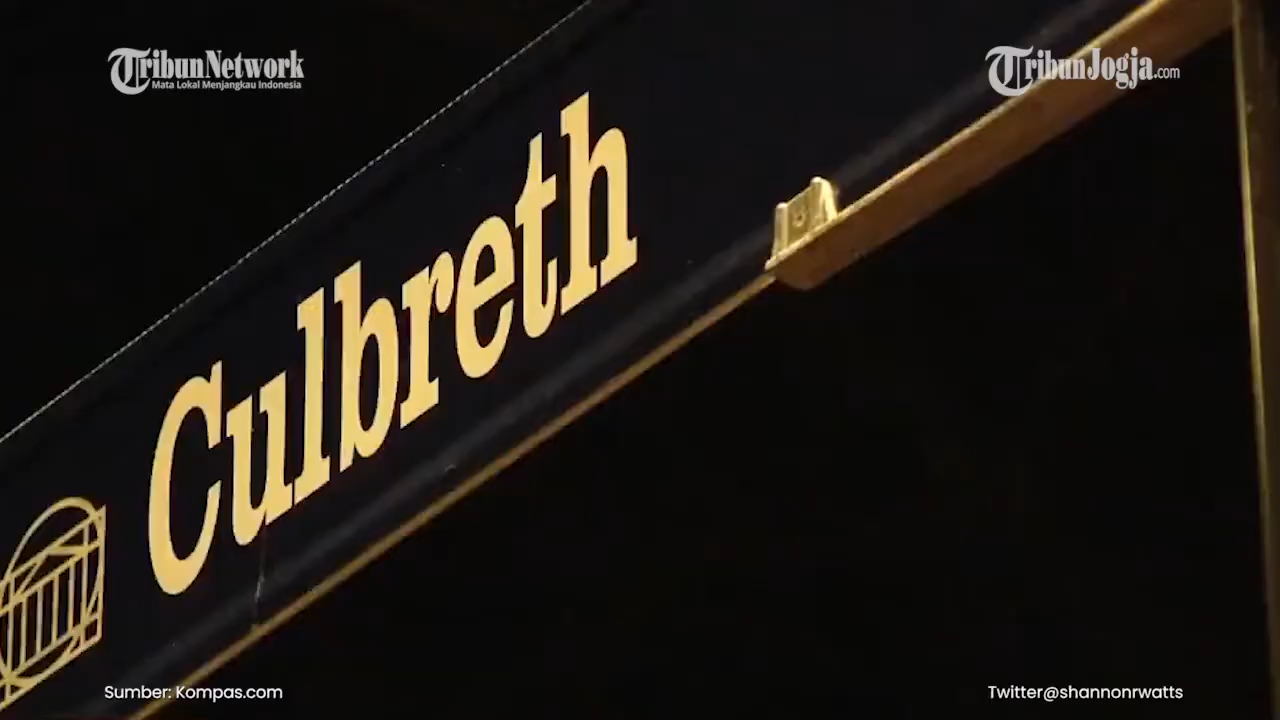 TribunNetwork
Mata Lokal Menjangkau Indonesia
TribunJogja.com
Culbreth
Sumber: Kompas.com
Twitter@shannonrwatts